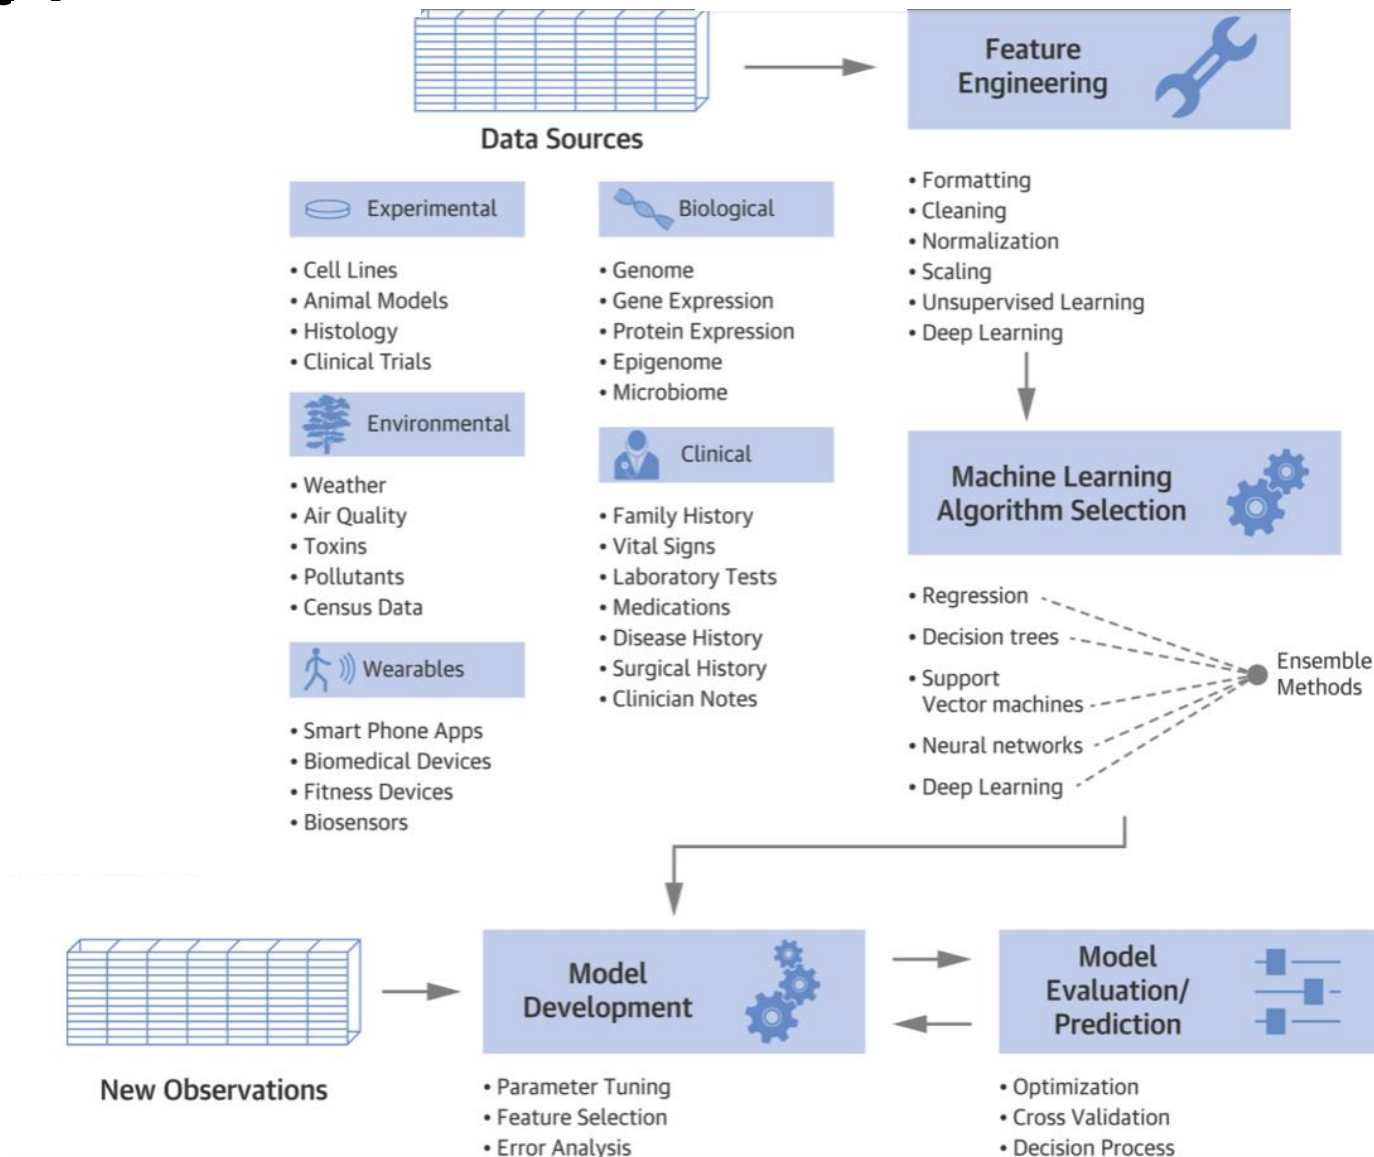 Data Sources
Feature
Engineering
Experimental
• Cell Lines
• Animal Models
• Histology
• Clinical Trials
Environmental
• Weather
• Air Quality
• Toxins
• Pollutants
• Census Data
Wearables
• Smart Phone Apps
• Biomedical Devices
• Fitness Devices
• Biosensors
Biological
• Genome
• Gene Expression
• Protein Expression
• Epigenome
• Microbiome
Clinical
• Family History
• Vital Signs
• Laboratory Tests
• Medications
• Disease History
• Surgical History
• Clinician Notes
• Formatting
• Cleaning
• Normalization
• Scaling
• Unsupervised Learning
• Deep Learning
Machine Learning
Algorithm Selection
• Regression
• Decision trees
• Support
Vector machines
• Neural networks
• Deep Learning
Ensemble
Methods
New Observations
Model
Development
• Parameter Tuning
• Feature Selection
• Error Analysis
Model
Evaluation/
Prediction
• Optimization
• Cross Validation
• Decision Process